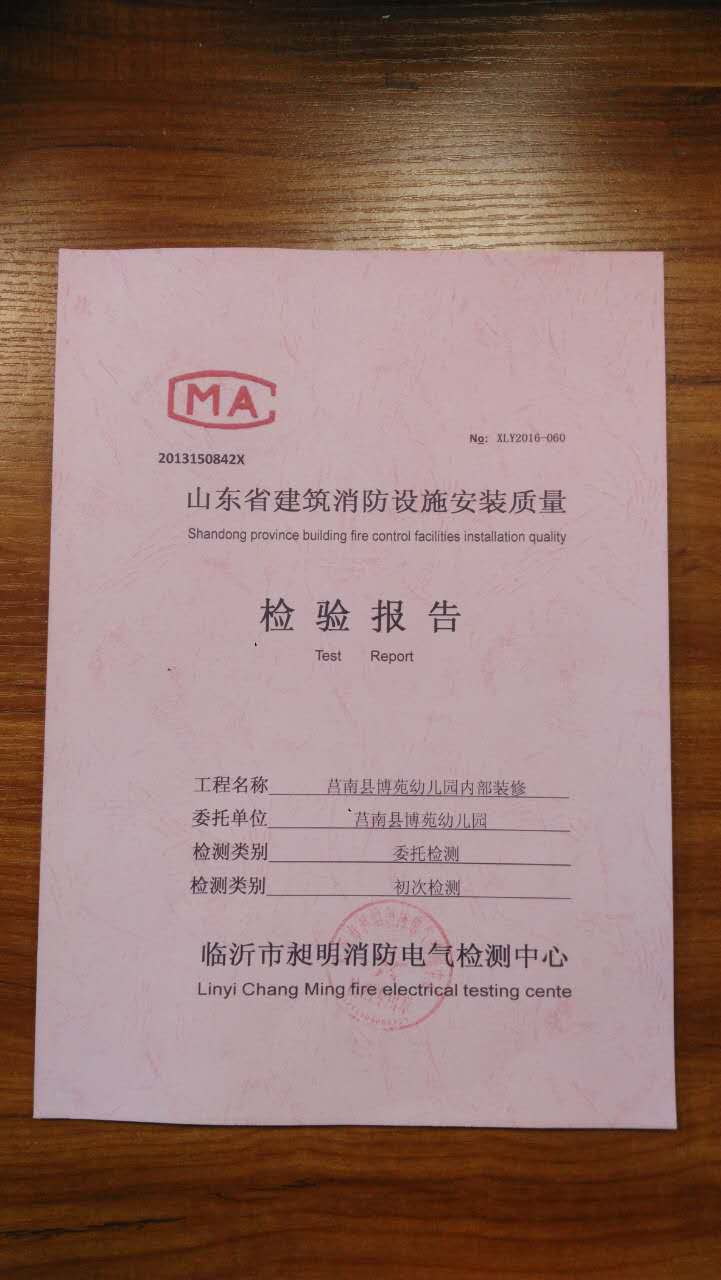 MA
No: XLY2016-060
2013150842X
山东省建筑消防设施安装质量
Shandong province building fire control facilities installation quality
检验报告
Test Report
工程名称 莒南县博苑幼儿园内部装修
委托单位 莒南县博苑幼儿园
检测类别 委托检测
检测类别 初次检测
临沂市昶明消防电气检测中心
Linyi Chang Ming fire electrical testing cente